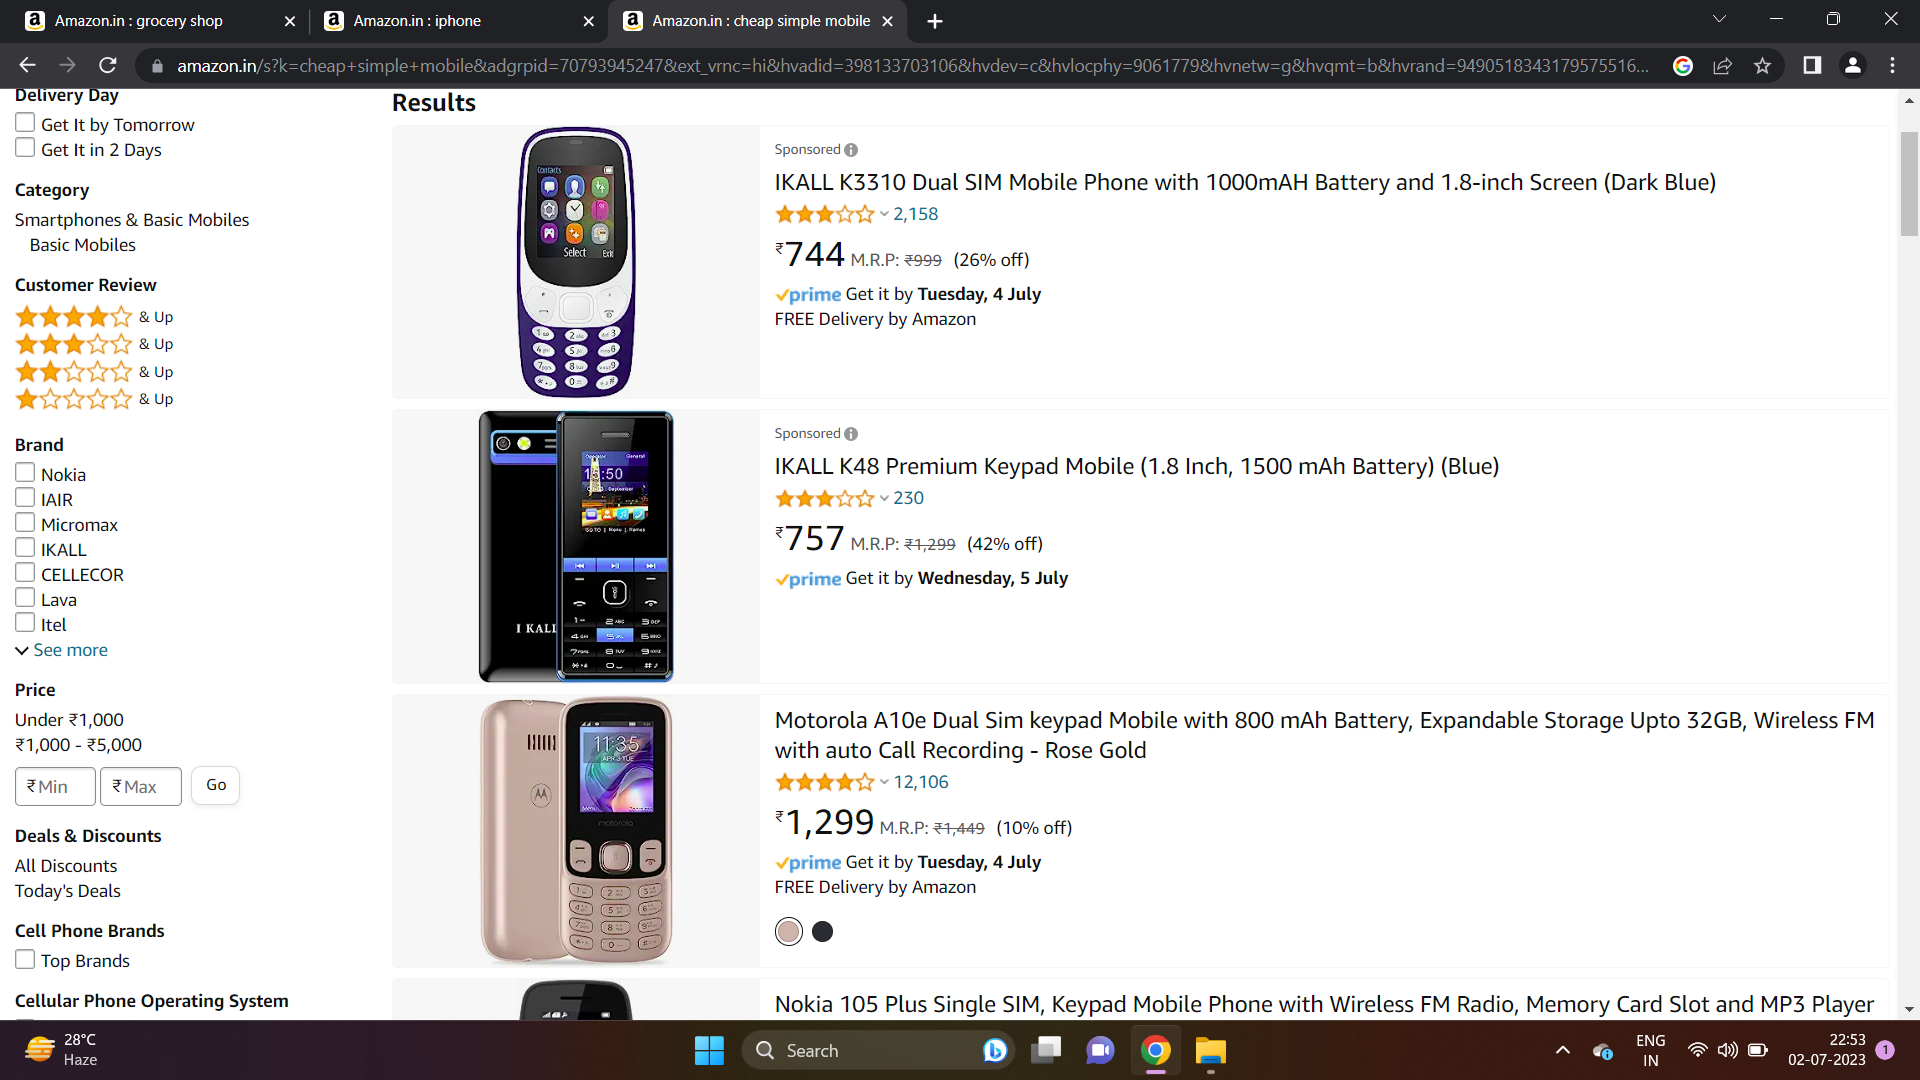 Amazon.in : grocery shop
Amazon.in : iphone
Amazon.in : cheap simple mobile
amazon.in/s?k=cheap+simple+mobile&adgrpid=70793945247&ext_vrnc=hi&hvadid=398133703106&hvdev=c&hvlocphy=9061779&hvnetw=g&hvqmt=b&hvrand=9490518343179575516...
Delivery Day
Get It by Tomorrow
Get It in 2 Days
Category
Smartphones & Basic Mobiles
Basic Mobiles
Customer Review
& Up
& Up
& Up
& Up
Brand
Nokia
IAIR
Micromax
IKALL
CELLECOR
Lava
Itel
See more
Price
Under ₹1,000
₹1,000 - ₹5,000
₹ Min
₹ Max
Go
Deals & Discounts
All Discounts
Today's Deals
Cell Phone Brands
Top Brands
Cellular Phone Operating System
Results
Contacts
Select Exit
Sponsored
IKALL K3310 Dual SIM Mobile Phone with 1000mAH Battery and 1.8-inch Screen (Dark Blue)
2,158
₹744 M.R.P: ₹999 (26% off)
prime Get it by Tuesday, 4 July
FREE Delivery by Amazon
I KALL
Sponsored
IKALL K48 Premium Keypad Mobile (1.8 Inch, 1500 mAh Battery) (Blue)
230
₹757 M.R.P: ₹1,299 (42% off)
prime Get it by Wednesday, 5 July
11:35
APR 3 TUE
motorola
Motorola A10e Dual Sim keypad Mobile with 800 mAh Battery, Expandable Storage Upto 32GB, Wireless FM
with auto Call Recording - Rose Gold
12,106
₹1,299 M.R.P: ₹1,449 (10% off)
prime Get it by Tuesday, 4 July
FREE Delivery by Amazon
Nokia 105 Plus Single SIM, Keypad Mobile Phone with Wireless FM Radio, Memory Card Slot and MP3 Player
28°C
Haze
Search
ENG
IN
22:53
02-07-2023
1